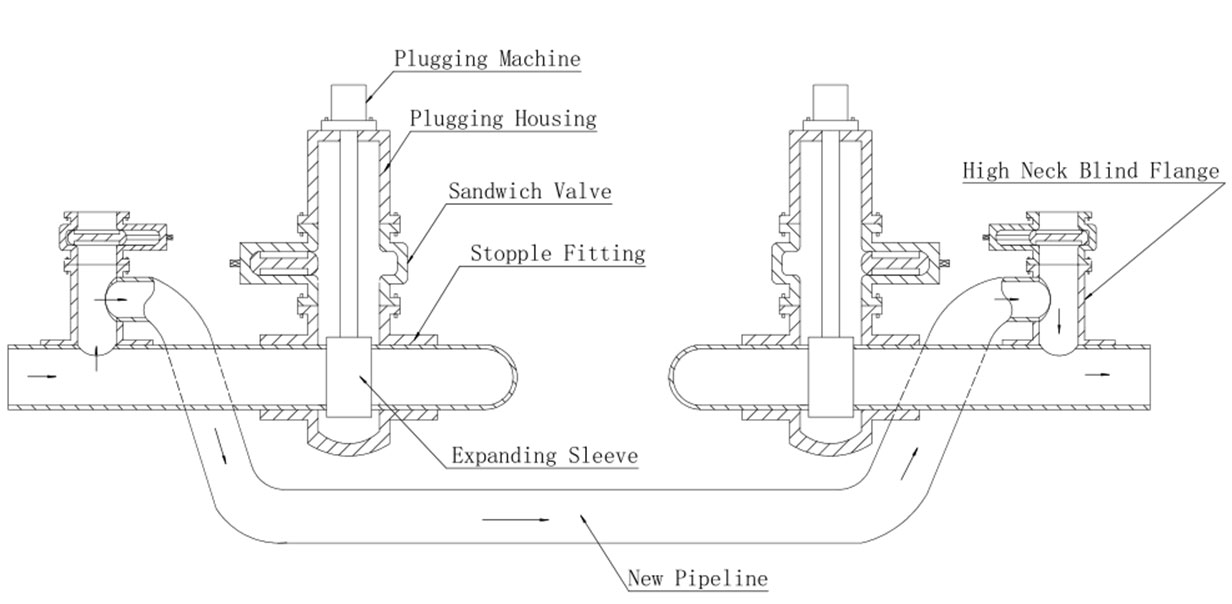 Plugging Machine
Plugging Housing
High Neck Blind Flange
Sandwich Valve
Stopple Fitting
Expanding Sleeve
New Pipeline